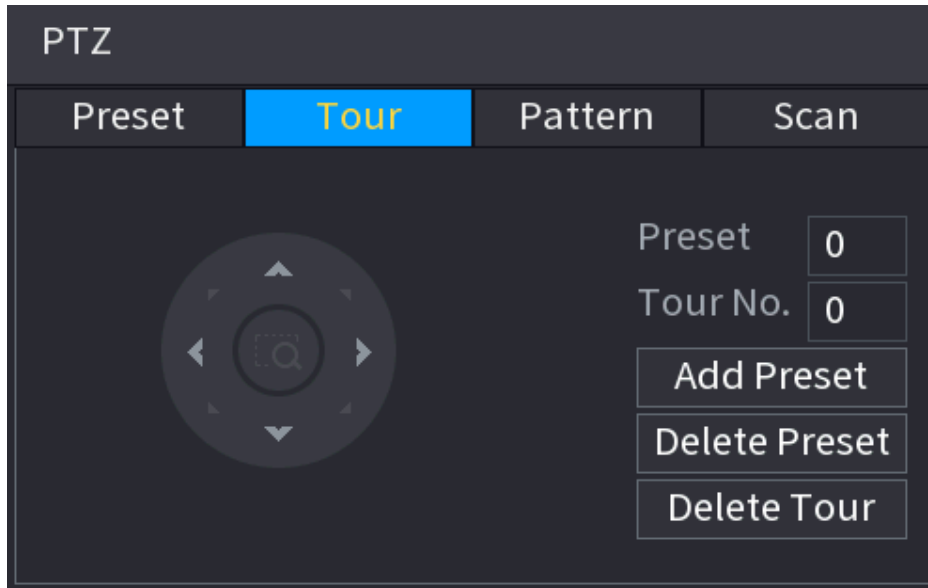 PTZ
Preset Tour Pattern Scan
Preset 0
Tour No. 0
Add Preset
Delete Preset
Delete Tour